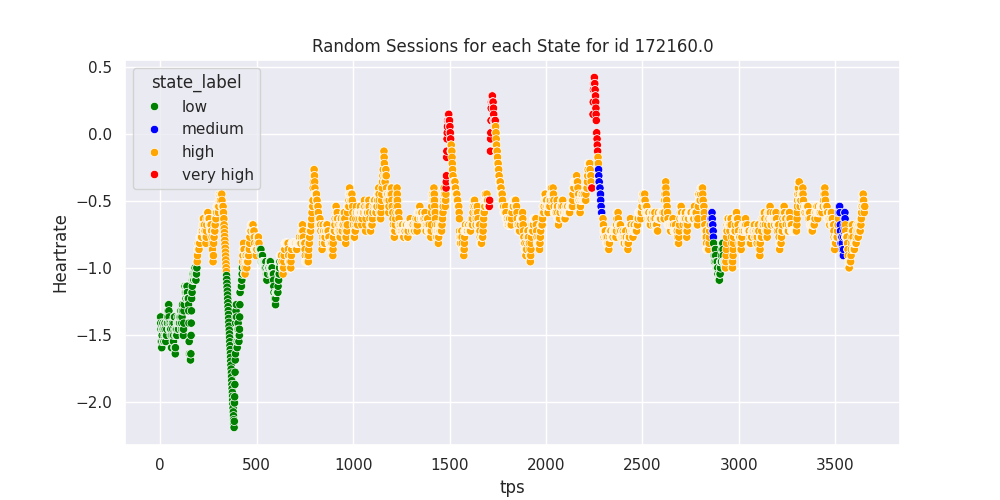 Random Sessions for each State for id 172160.0
state_label
low
medium
high
very high
Heartrate
0.5
0.0
−0.5
−1.0
−1.5
−2.0
0 500 1000 1500 2000 2500 3000 3500
tps